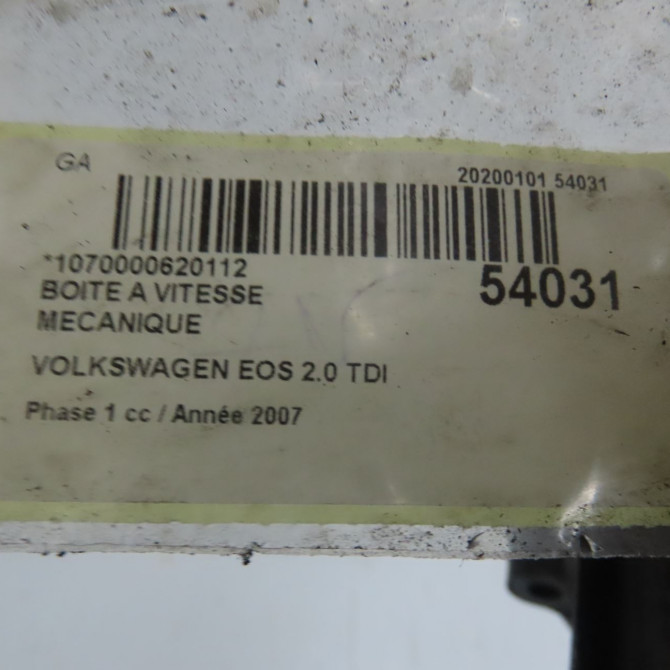 GA
20200101 54031
*1070000620112
54031
BOITE A VITESSE
MECANIQUE
VOLKSWAGEN EOS 2.0 TDI
Phase 1 cc / Année 2007